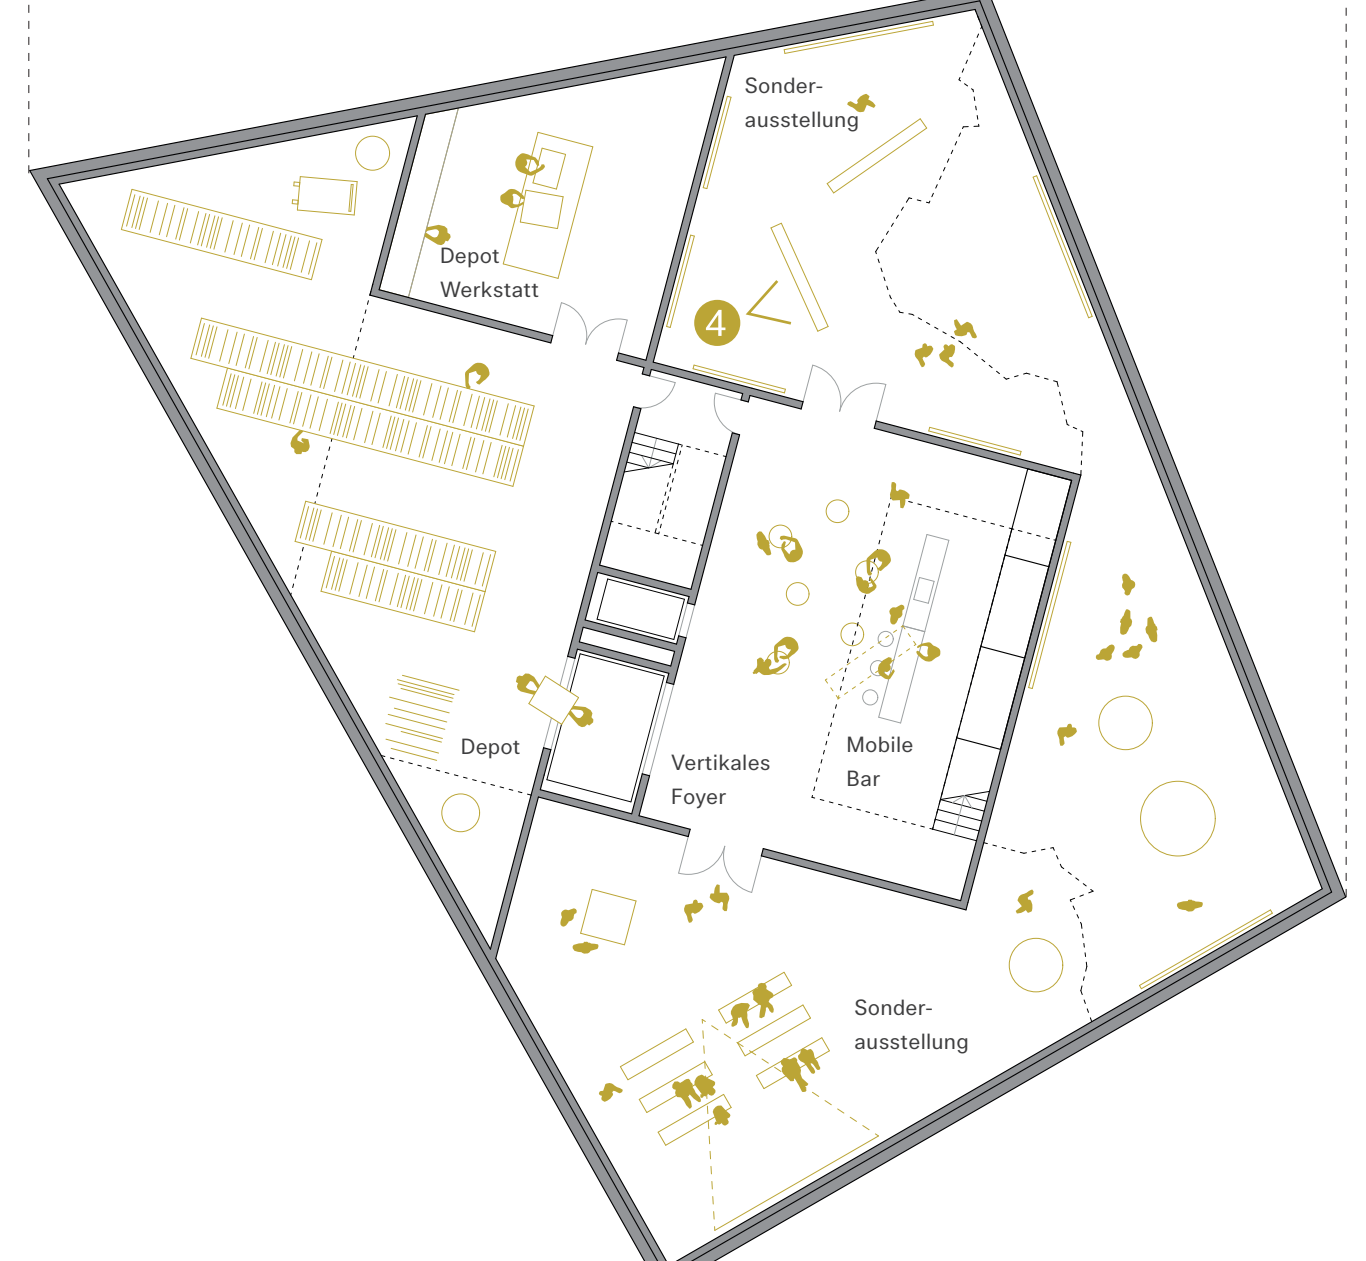 Sonder-
ausstellung
Depot
Werkstatt
4
Depot
Vertikales
Foyer
Mobile
Bar
Sonder-
ausstellung